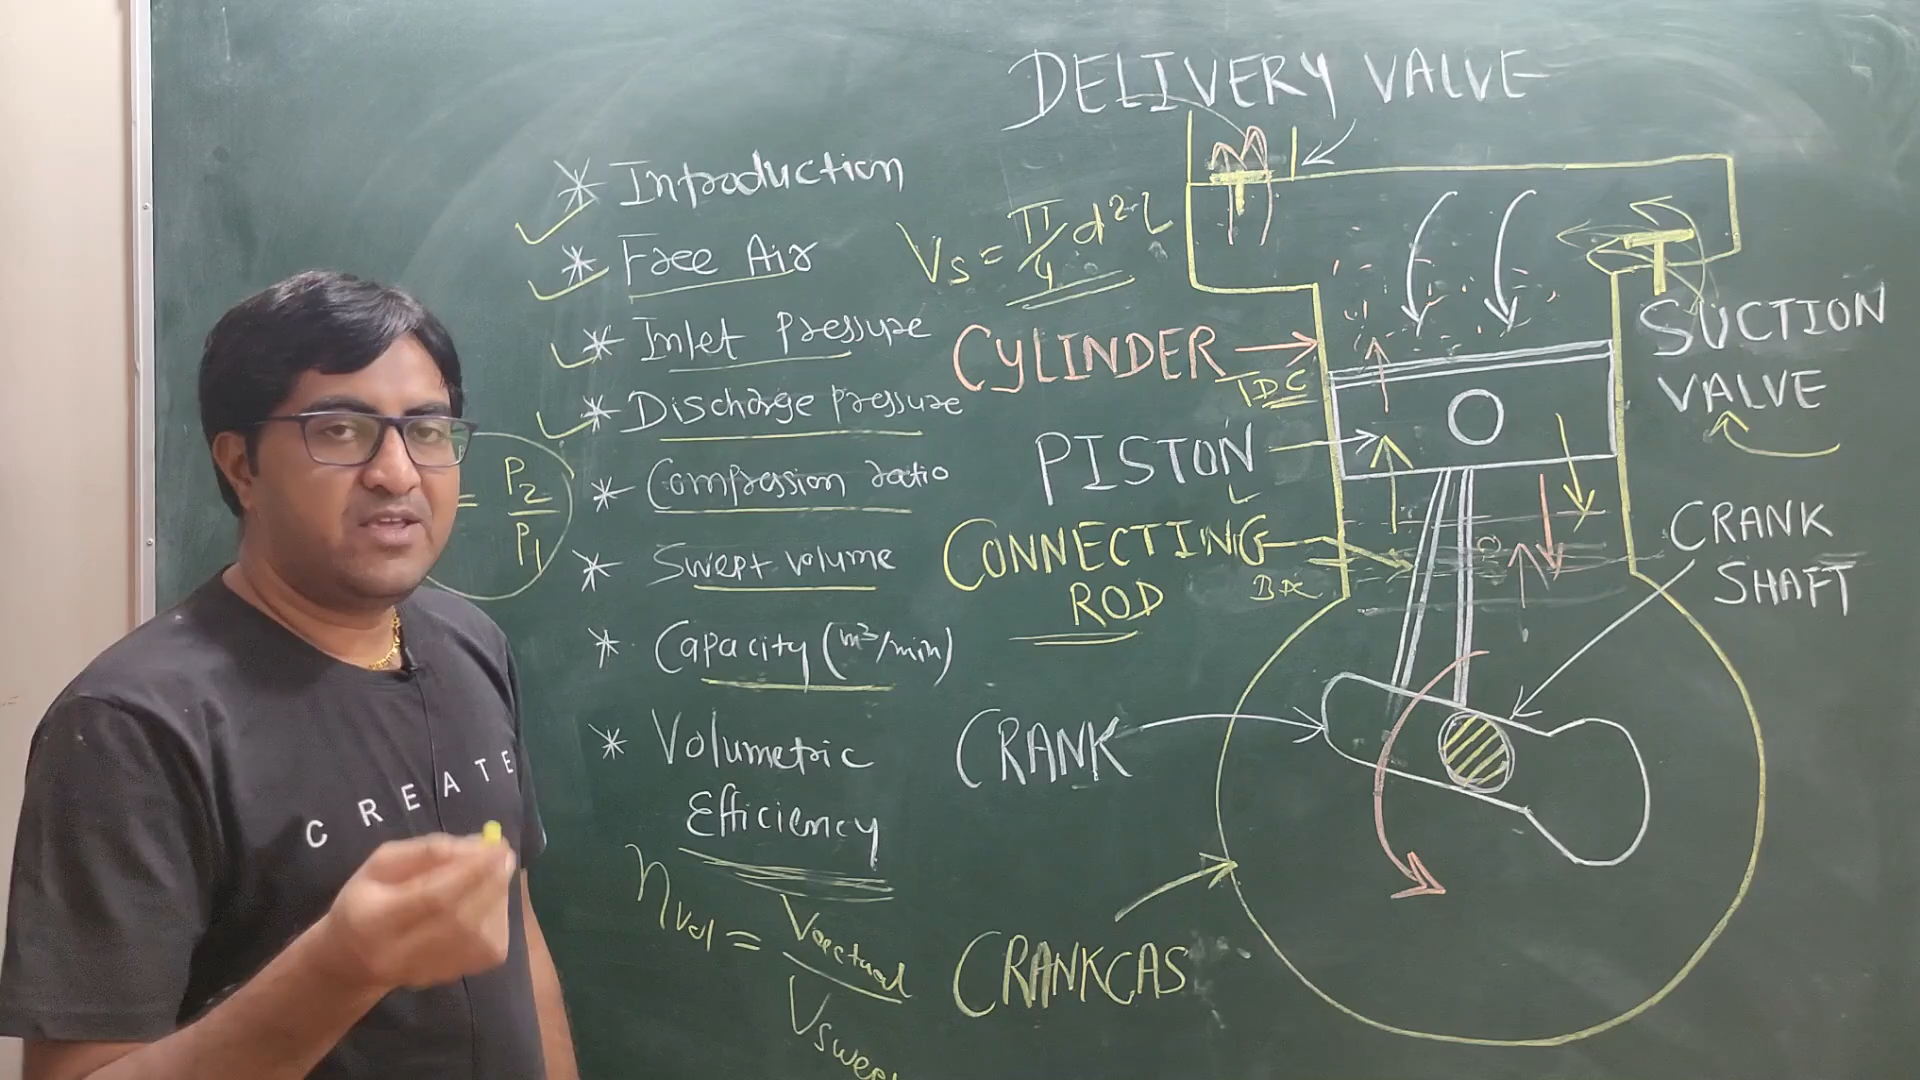 DELIVERY VALVE
* Introduction
* Free Air
Vs = π/4 d² l
* Inlet Pressure
* Discharge pressure
= P2/P1
* Compression ratio
* Swept volume
* Capacity (m³/min)
* Volumetric
Efficiency
ηvol = Vactual
Vswep
CYLINDER
TDC
PISTON
CONNECTING
ROD
BDC
CRANK
CRANKCAS
SUCTION
VALVE
CRANK
SHAFT
CREATE